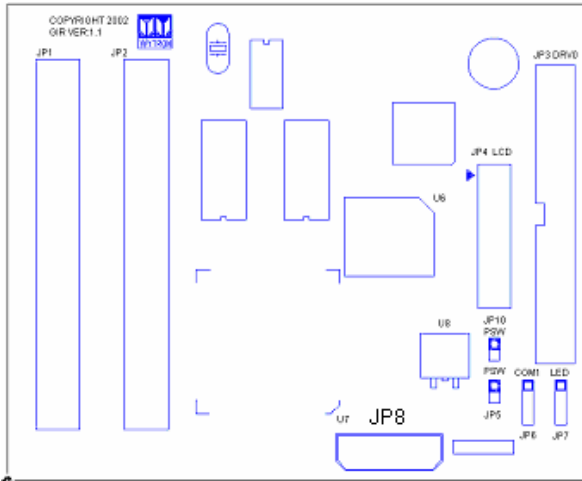 COPYRIGHT 2002
GIR VER:1.1
JP1
JP2
JP3 DRV0
JP4 LCD
U6
U8
JP10
PSW
PSW
COM1
LED
JP5
JP6
JP7
U7
JP8